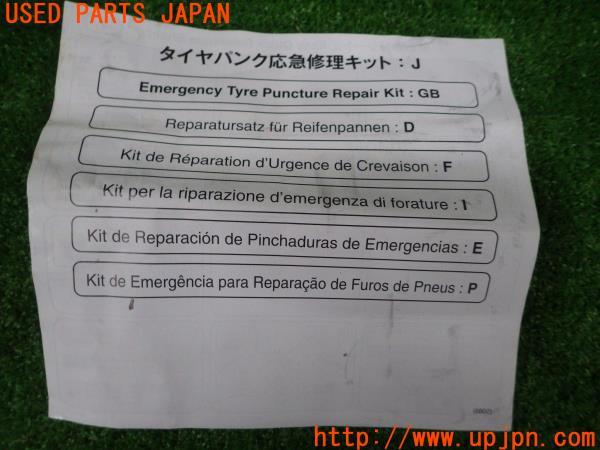 USED PARTS JAPAN
タイヤパンク応急修理キット : J
Emergency Tyre Puncture Repair Kit : GB
Reparatursatz für Reifenpannen : D
Kit de Réparation d'Urgence de Crevaison : F
Kit per la riparazione d'emergenza di forature : I
Kit de Reparación de Pinchaduras de Emergencias : E
Kit de Emergência para Reparação de Furos de Pneus : P
http://www.upjpn.com/